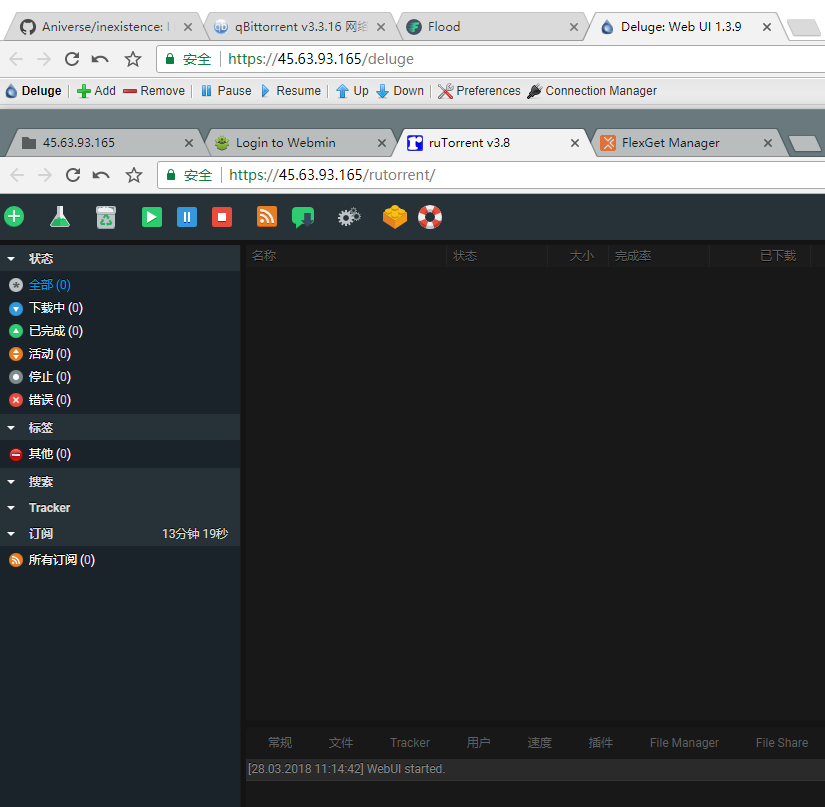 Aniverse/inexistence: qBittorrent v3.3.16 网络 Flood Deluge: Web UI 1.3.9
安全 https://45.63.93.165/deluge
Deluge Add Remove Pause Resume Up Down Preferences Connection Manager
45.63.93.165 Login to Webmin ruTorrent v3.8 FlexGet Manager
安全 https://45.63.93.165/rutorrent/
状态 名称 状态 大小 完成率 已下载
全部 (0)
下载中 (0)
已完成 (0)
活动 (0)
停止 (0)
错误 (0)
标签
其他 (0)
搜索
Tracker
订阅 13分钟 19秒
所有订阅 (0)
常规 文件 Tracker 用户 速度 插件 File Manager File Share
[28.03.2018 11:14:42] WebUI started.